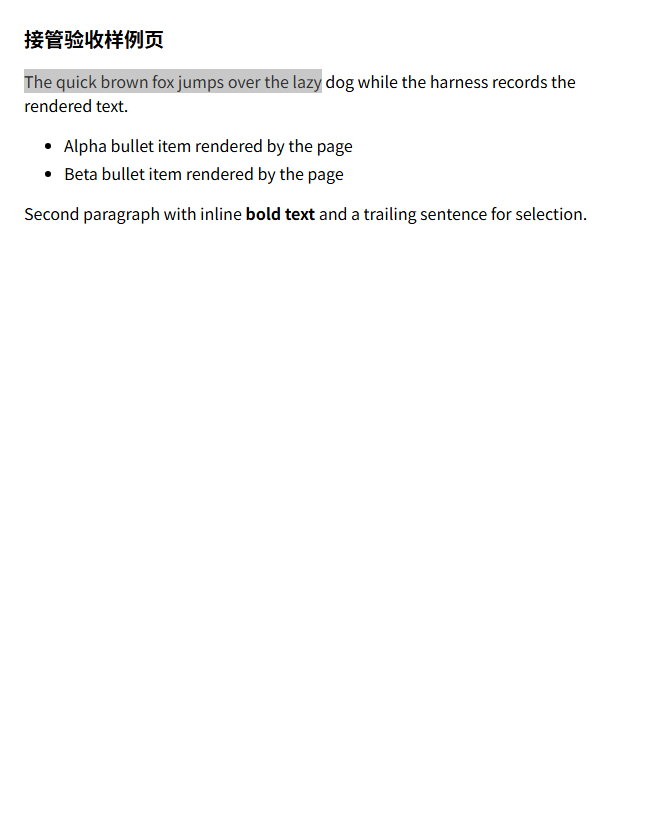 接管验收样例页
The quick brown fox jumps over the lazy dog while the harness records the
rendered text.
• Alpha bullet item rendered by the page
• Beta bullet item rendered by the page
Second paragraph with inline bold text and a trailing sentence for selection.